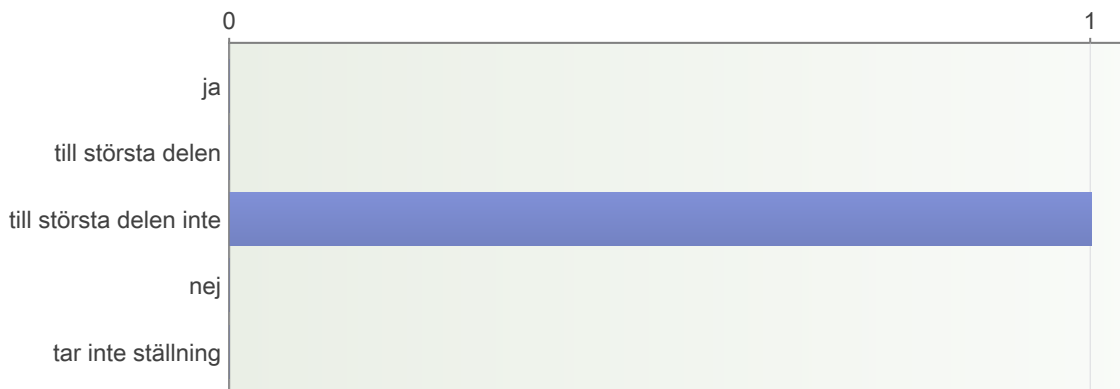 0 1
ja
till största delen
till största delen inte
nej
tar inte ställning